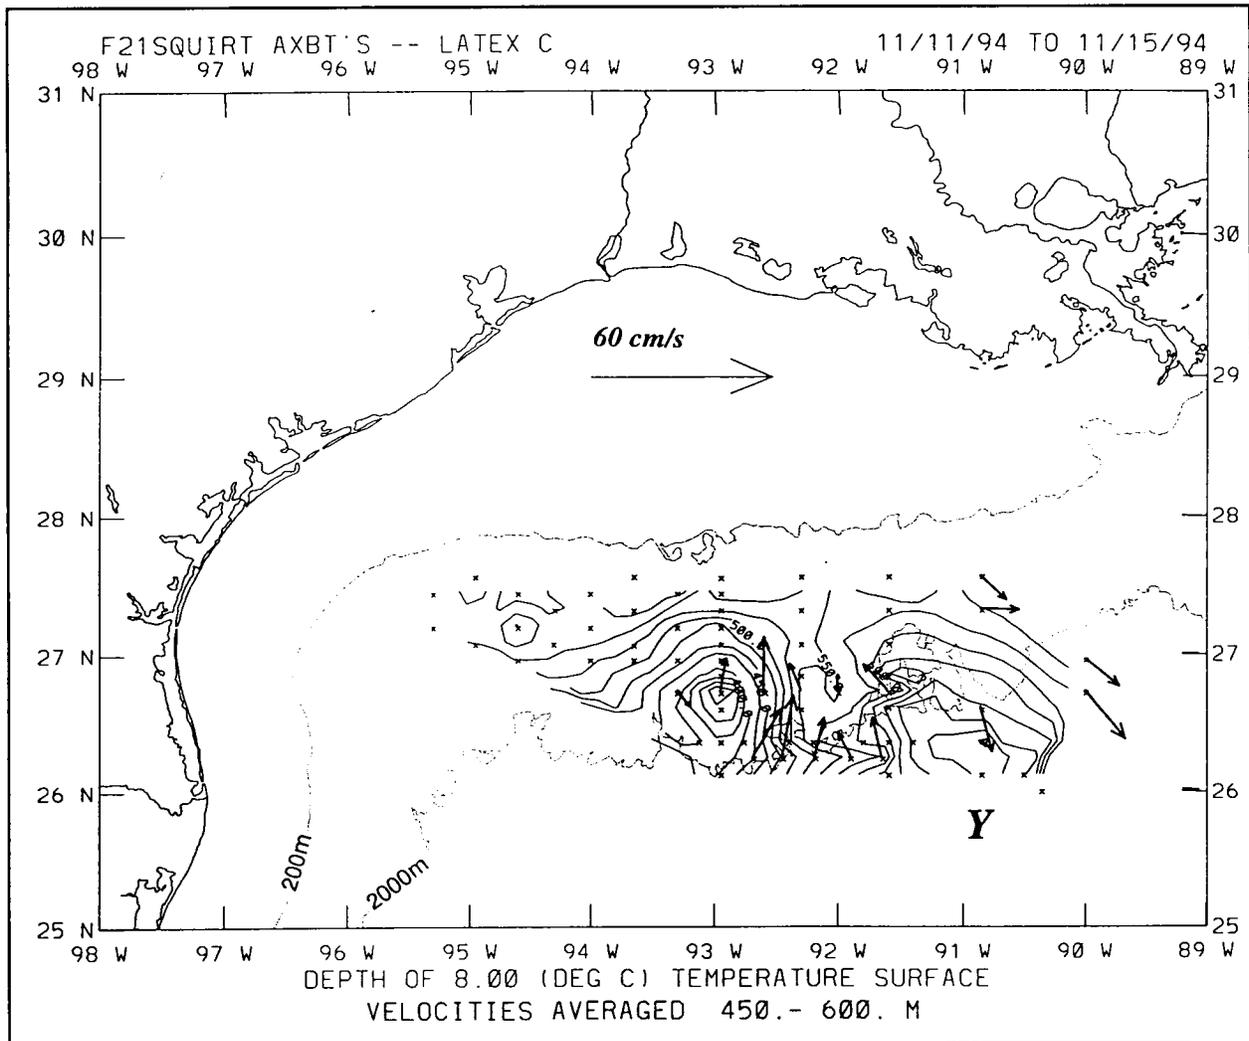 F21SQUIRT AXBT'S -- LATEX C 11/11/94 TO 11/15/94
98 W 97 W 96 W 95 W 94 W 93 W 92 W 91 W 90 W 89 W
31 N 31
30 N 30
60 cm/s
29 N 29
28 N 28
500.
27 N 27
550.0
26 N 26
Y
200m
2000m
25 N 25
98 W 97 W 96 W 95 W 94 W 93 W 92 W 91 W 90 W 89 W
DEPTH OF 8.00 (DEG C) TEMPERATURE SURFACE
VELOCITIES AVERAGED 450.- 600. M